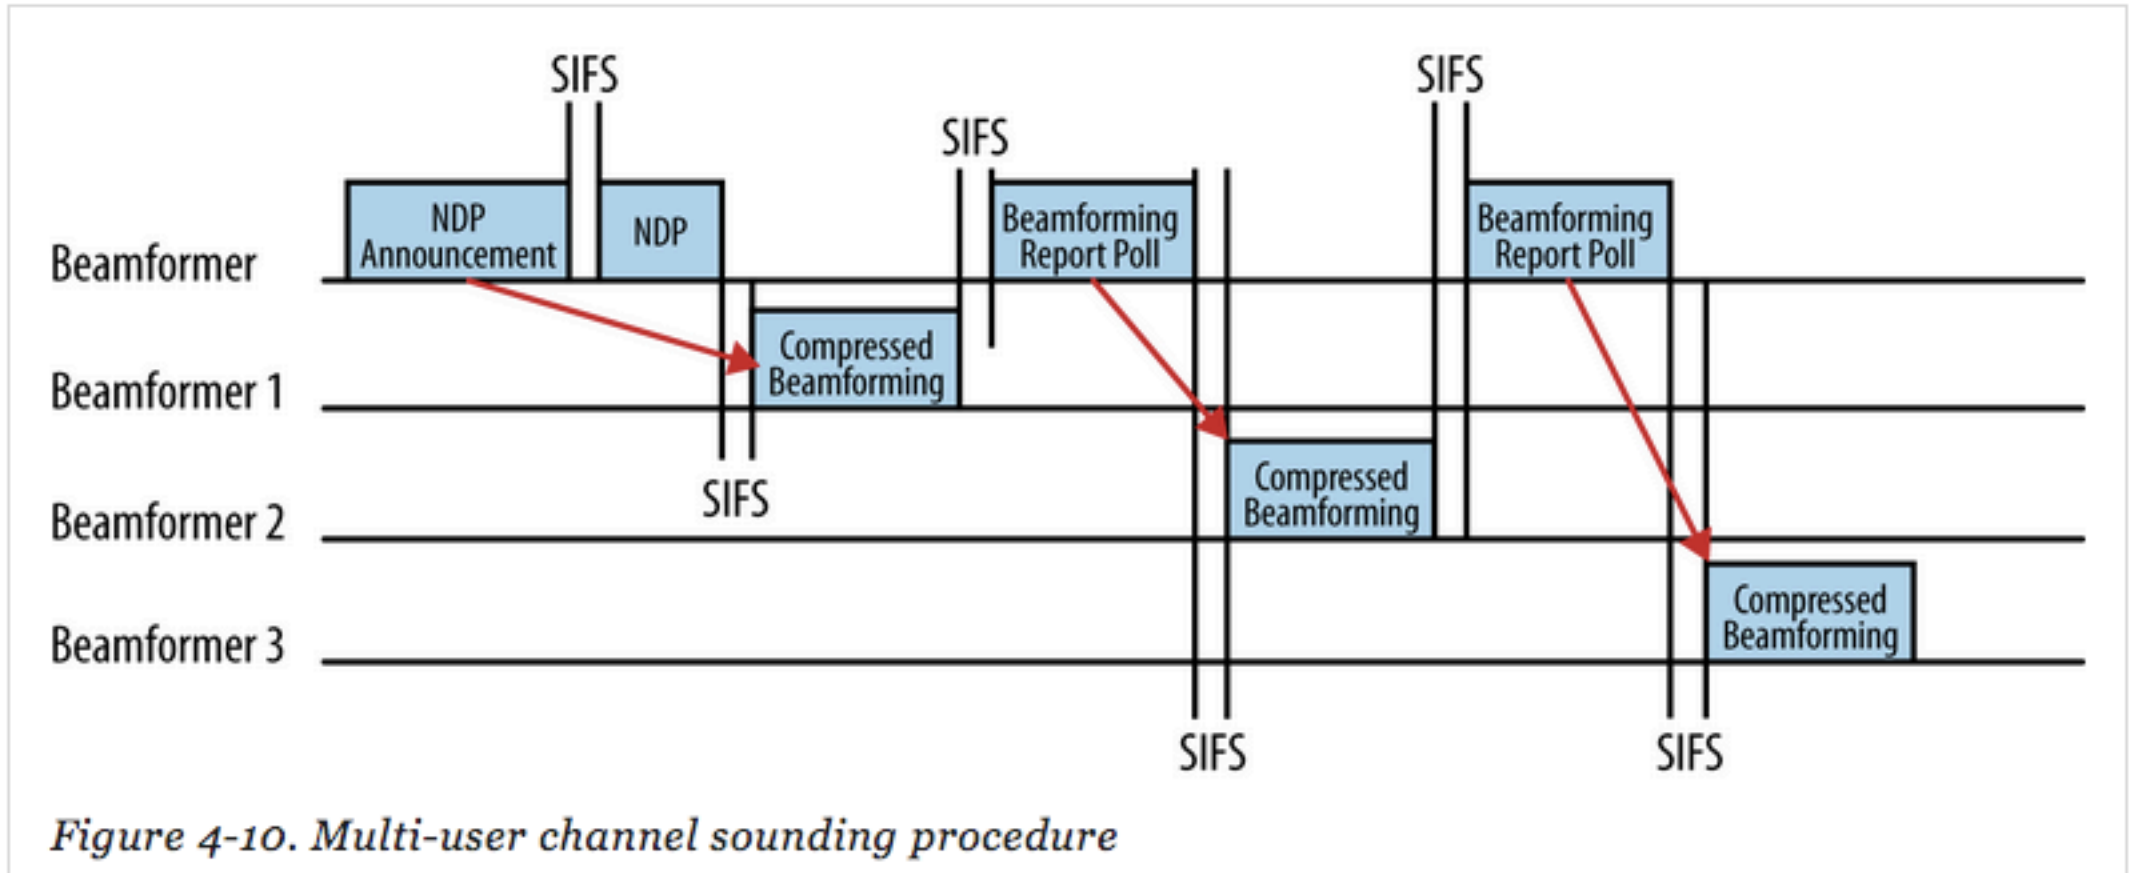 SIFS
SIFS
SIFS
NDP
Announcement
NDP
Beamforming
Report Poll
Beamforming
Report Poll
Beamformer
Compressed
Beamforming
Beamformer 1
SIFS
Compressed
Beamforming
Beamformer 2
Compressed
Beamforming
Beamformer 3
SIFS
SIFS
Figure 4-10. Multi-user channel sounding procedure